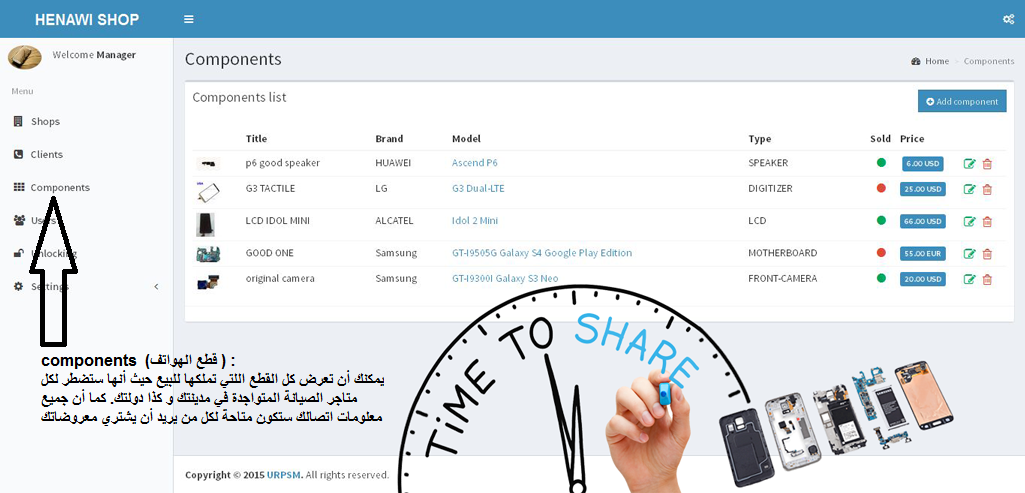 HENAWI SHOP
Welcome Manager
Menu
Shops
Clients
Components
Users
Unlocking
Settings
Components
Home - Components
Components list
Add component
Title Brand Model Type Sold Price
p6 good speaker HUAWEI Ascend P6 SPEAKER 6.00 USD
G3 TACTILE LG G3 Dual-LTE DIGITIZER 25.00 USD
LCD IDOL MINI ALCATEL Idol 2 Mini LCD 66.00 USD
GOOD ONE Samsung GT-I9505G Galaxy S4 Google Play Edition MOTHERBOARD 55.00 EUR
original camera Samsung GT-I9300I Galaxy S3 Neo FRONT-CAMERA 20.00 USD
components (قطع الهواتف ) :
يمكنك أن تعرض كل القطع اللتي تملكها للبيع حيث أنها ستضطر لكل
متاجر الصيانة المتواجدة في مدينتك و كذا دولتك. كما أن جميع
معلومات اتصالك ستكون متاحة لكل من يريد أن يشتري معروضاتك
TIME TO SHARE
Copyright © 2015 URPSM. All rights reserved.